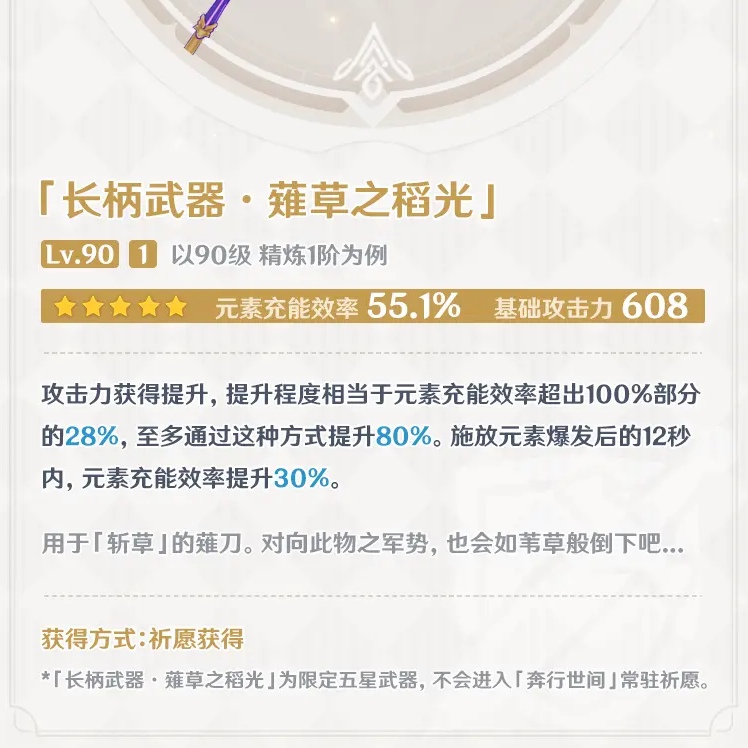 「长柄武器·薙草之稻光」
Lv.90 1 以90级 精炼1阶为例
元素充能效率 55.1% 基础攻击力 608
攻击力获得提升，提升程度相当于元素充能效率超出100%部分
的28%，至多通过这种方式提升80%。施放元素爆发后的12秒
内，元素充能效率提升30%。
用于「斩草」的薙刀。对向此物之军势，也会如苇草般倒下吧...
获得方式:祈愿获得
*「长柄武器·薙草之稻光」为限定五星武器，不会进入「奔行世间」常驻祈愿。